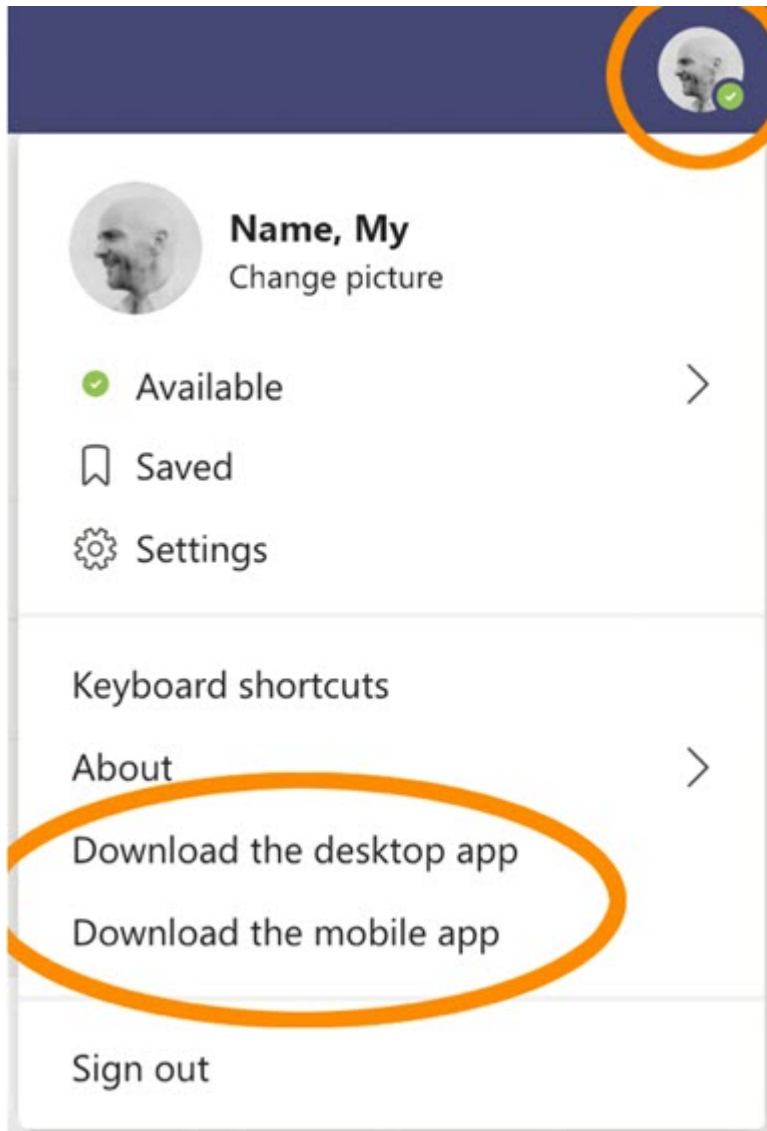 Name, My
Change picture
Available
Saved
Settings
Keyboard shortcuts
About
Download the desktop app
Download the mobile app
Sign out